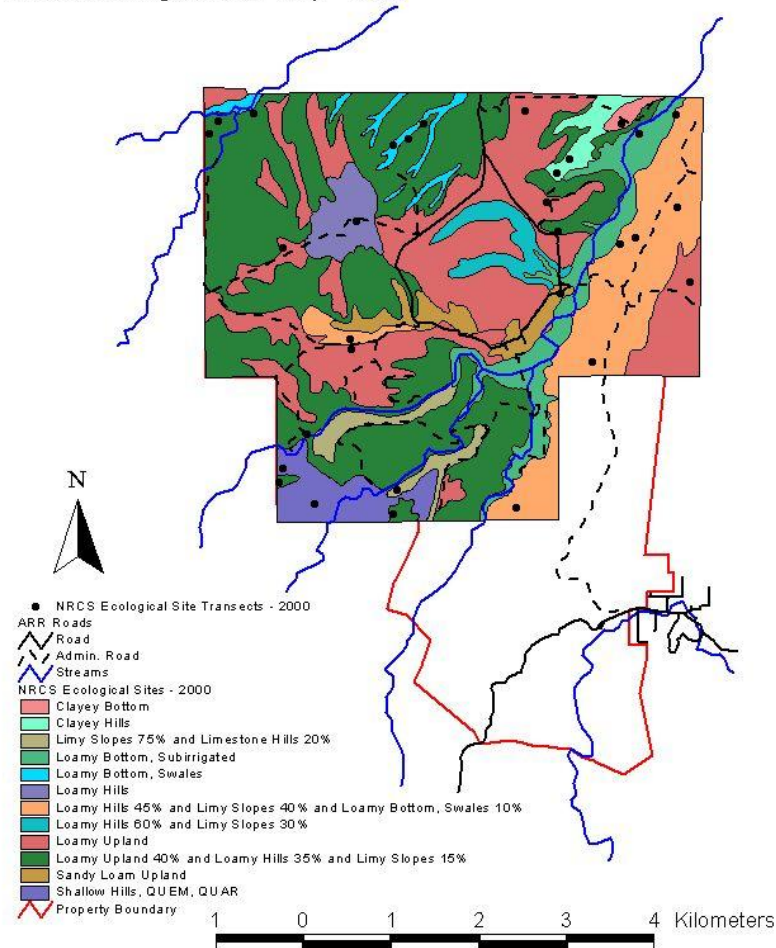 N
NRCS Ecological Site Transects - 2000
ARR Roads
Road
Admin. Road
Streams
NRCS Ecological Sites - 2000
Clayey Bottom
Clayey Hills
Limy Slopes 75% and Limestone Hills 20%
Loamy Bottom, Subirrigated
Loamy Bottom, Swales
Loamy Hills
Loamy Hills 45% and Limy Slopes 40% and Loamy Bottom, Swales 10%
Loamy Hills 60% and Limy Slopes 30%
Loamy Upland
Loamy Upland 40% and Loamy Hills 35% and Limy Slopes 15%
Sandy Loam Upland
Shallow Hills, QUEM, QUAR
Property Boundary
1 0 1 2 3 4 Kilometers